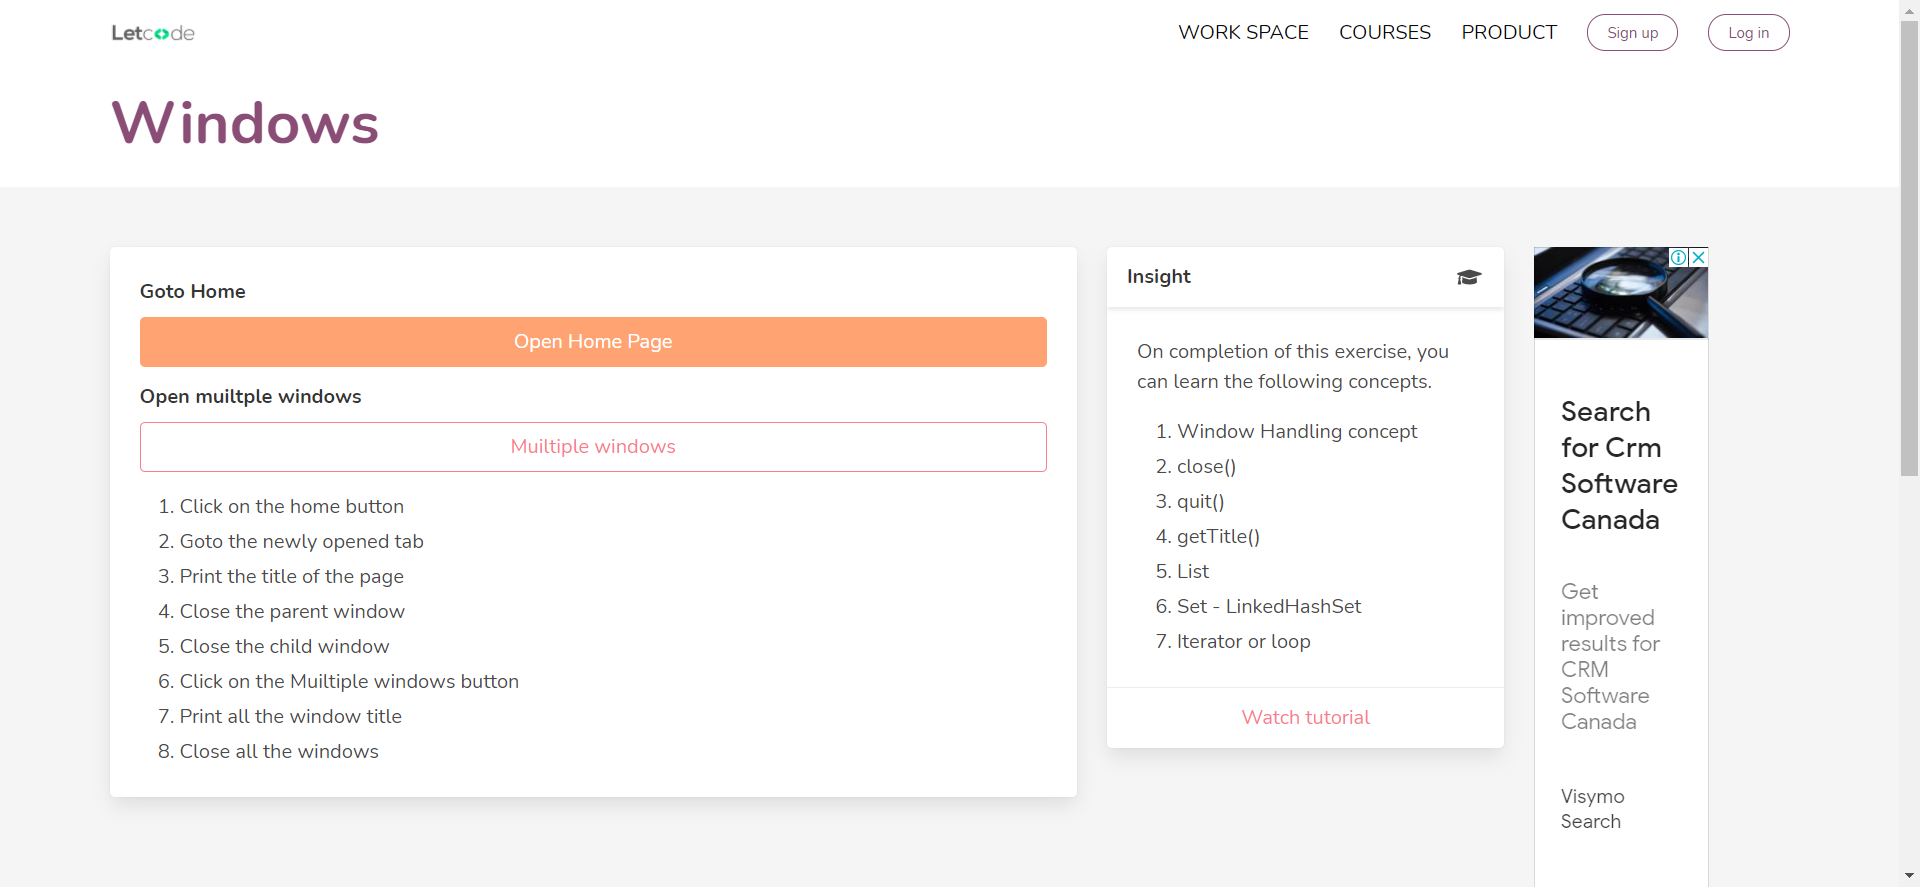 Letcode
WORK SPACE
COURSES
PRODUCT
Sign up
Log in
Windows
Goto Home
Open Home Page
Open muiltple windows
Muiltiple windows
1. Click on the home button
2. Goto the newly opened tab
3. Print the title of the page
4. Close the parent window
5. Close the child window
6. Click on the Muiltiple windows button
7. Print all the window title
8. Close all the windows
Insight
On completion of this exercise, you
can learn the following concepts.
1. Window Handling concept
2. close()
3. quit()
4. getTitle()
5. List
6. Set - LinkedHashSet
7. Iterator or loop
Watch tutorial
Search
for Crm
Software
Canada
Get
improved
results for
CRM
Software
Canada
Visymo
Search